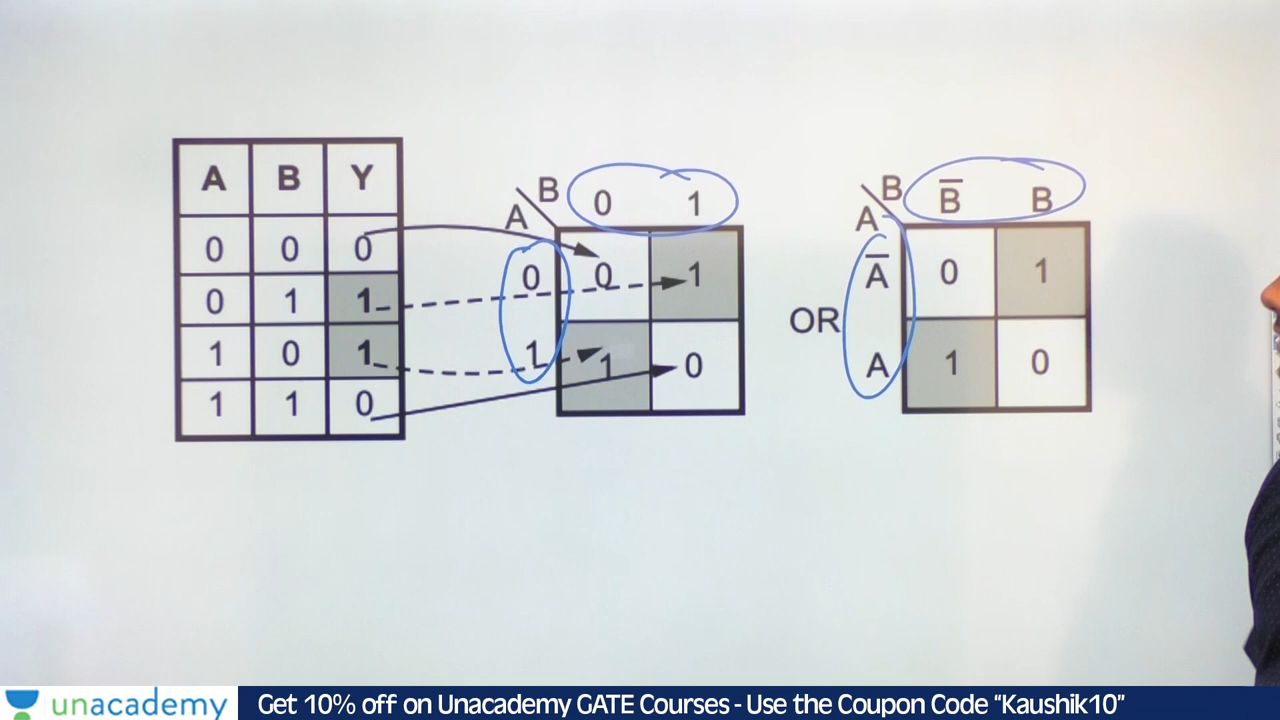 A B Y
0 0 0
0 1 1
1 0 1
1 1 0
B 0 1
A
0 0 1
1 1 0
OR
B B̅ B
A
A̅ 0 1
A 1 0
unacademy
Get 10% off on Unacademy GATE Courses - Use the Coupon Code “Kaushik10”